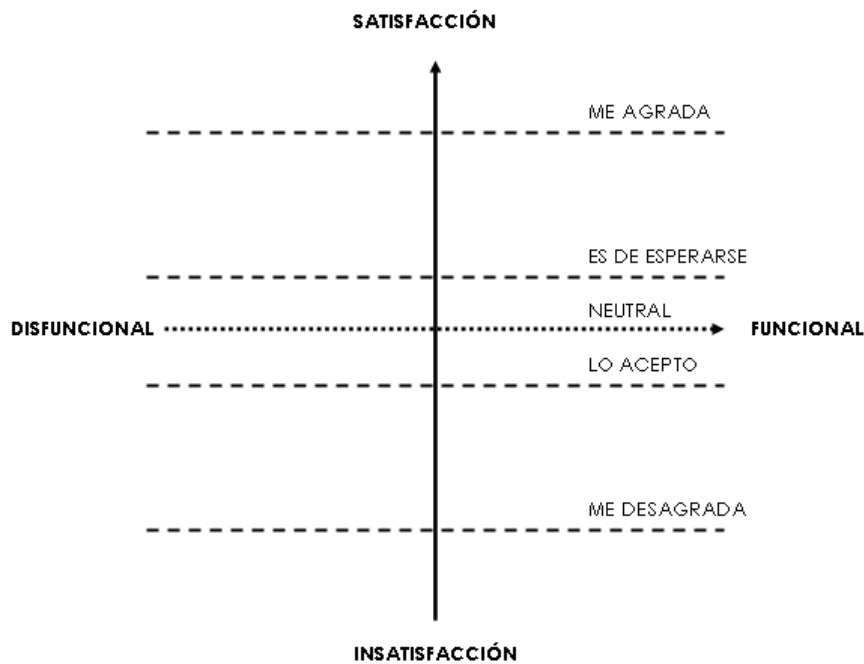 SATISFACCIÓN
ME AGRADA
ES DE ESPERARSE
NEUTRAL
DISFUNCIONAL
FUNCIONAL
LO ACEPTO
ME DESAGRADA
INSATISFACCIÓN